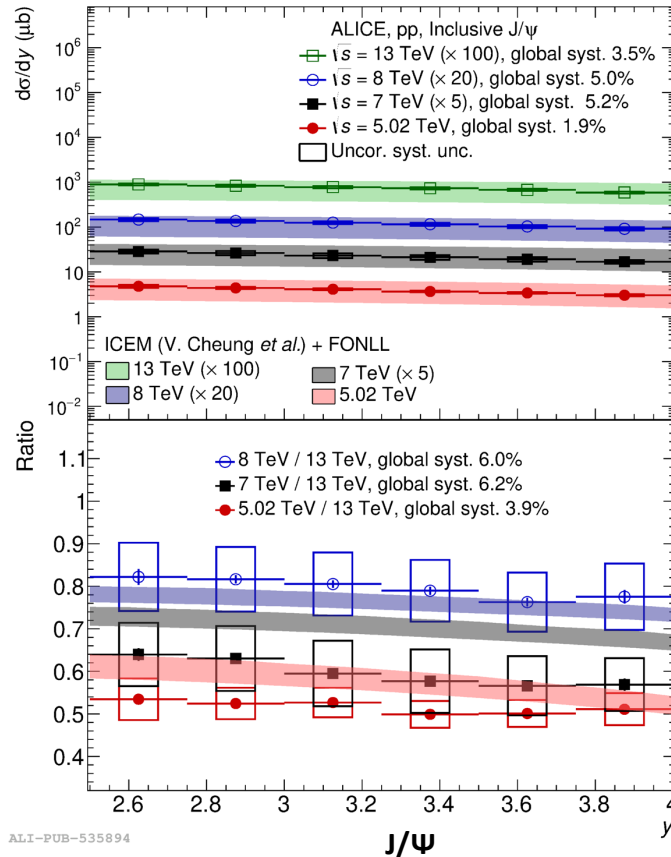 dσ/dy (μb)
ALICE, pp, Inclusive J/ψ
√s = 13 TeV (× 100), global syst. 3.5%
√s = 8 TeV (× 20), global syst. 5.0%
√s = 7 TeV (× 5), global syst. 5.2%
√s = 5.02 TeV, global syst. 1.9%
Uncor. syst. unc.
10⁶
10⁵
10⁴
10³
10²
10
1
10⁻¹
10⁻²
ICEM (V. Cheung et al.) + FONLL
13 TeV (× 100)
7 TeV (× 5)
8 TeV (× 20)
5.02 TeV
Ratio
8 TeV / 13 TeV, global syst. 6.0%
7 TeV / 13 TeV, global syst. 6.2%
5.02 TeV / 13 TeV, global syst. 3.9%
1.1
1
0.9
0.8
0.7
0.6
0.5
0.4
2.6 2.8 3 3.2 3.4 3.6 3.8 4
y
ALI-PUB-535894
J/Ψ